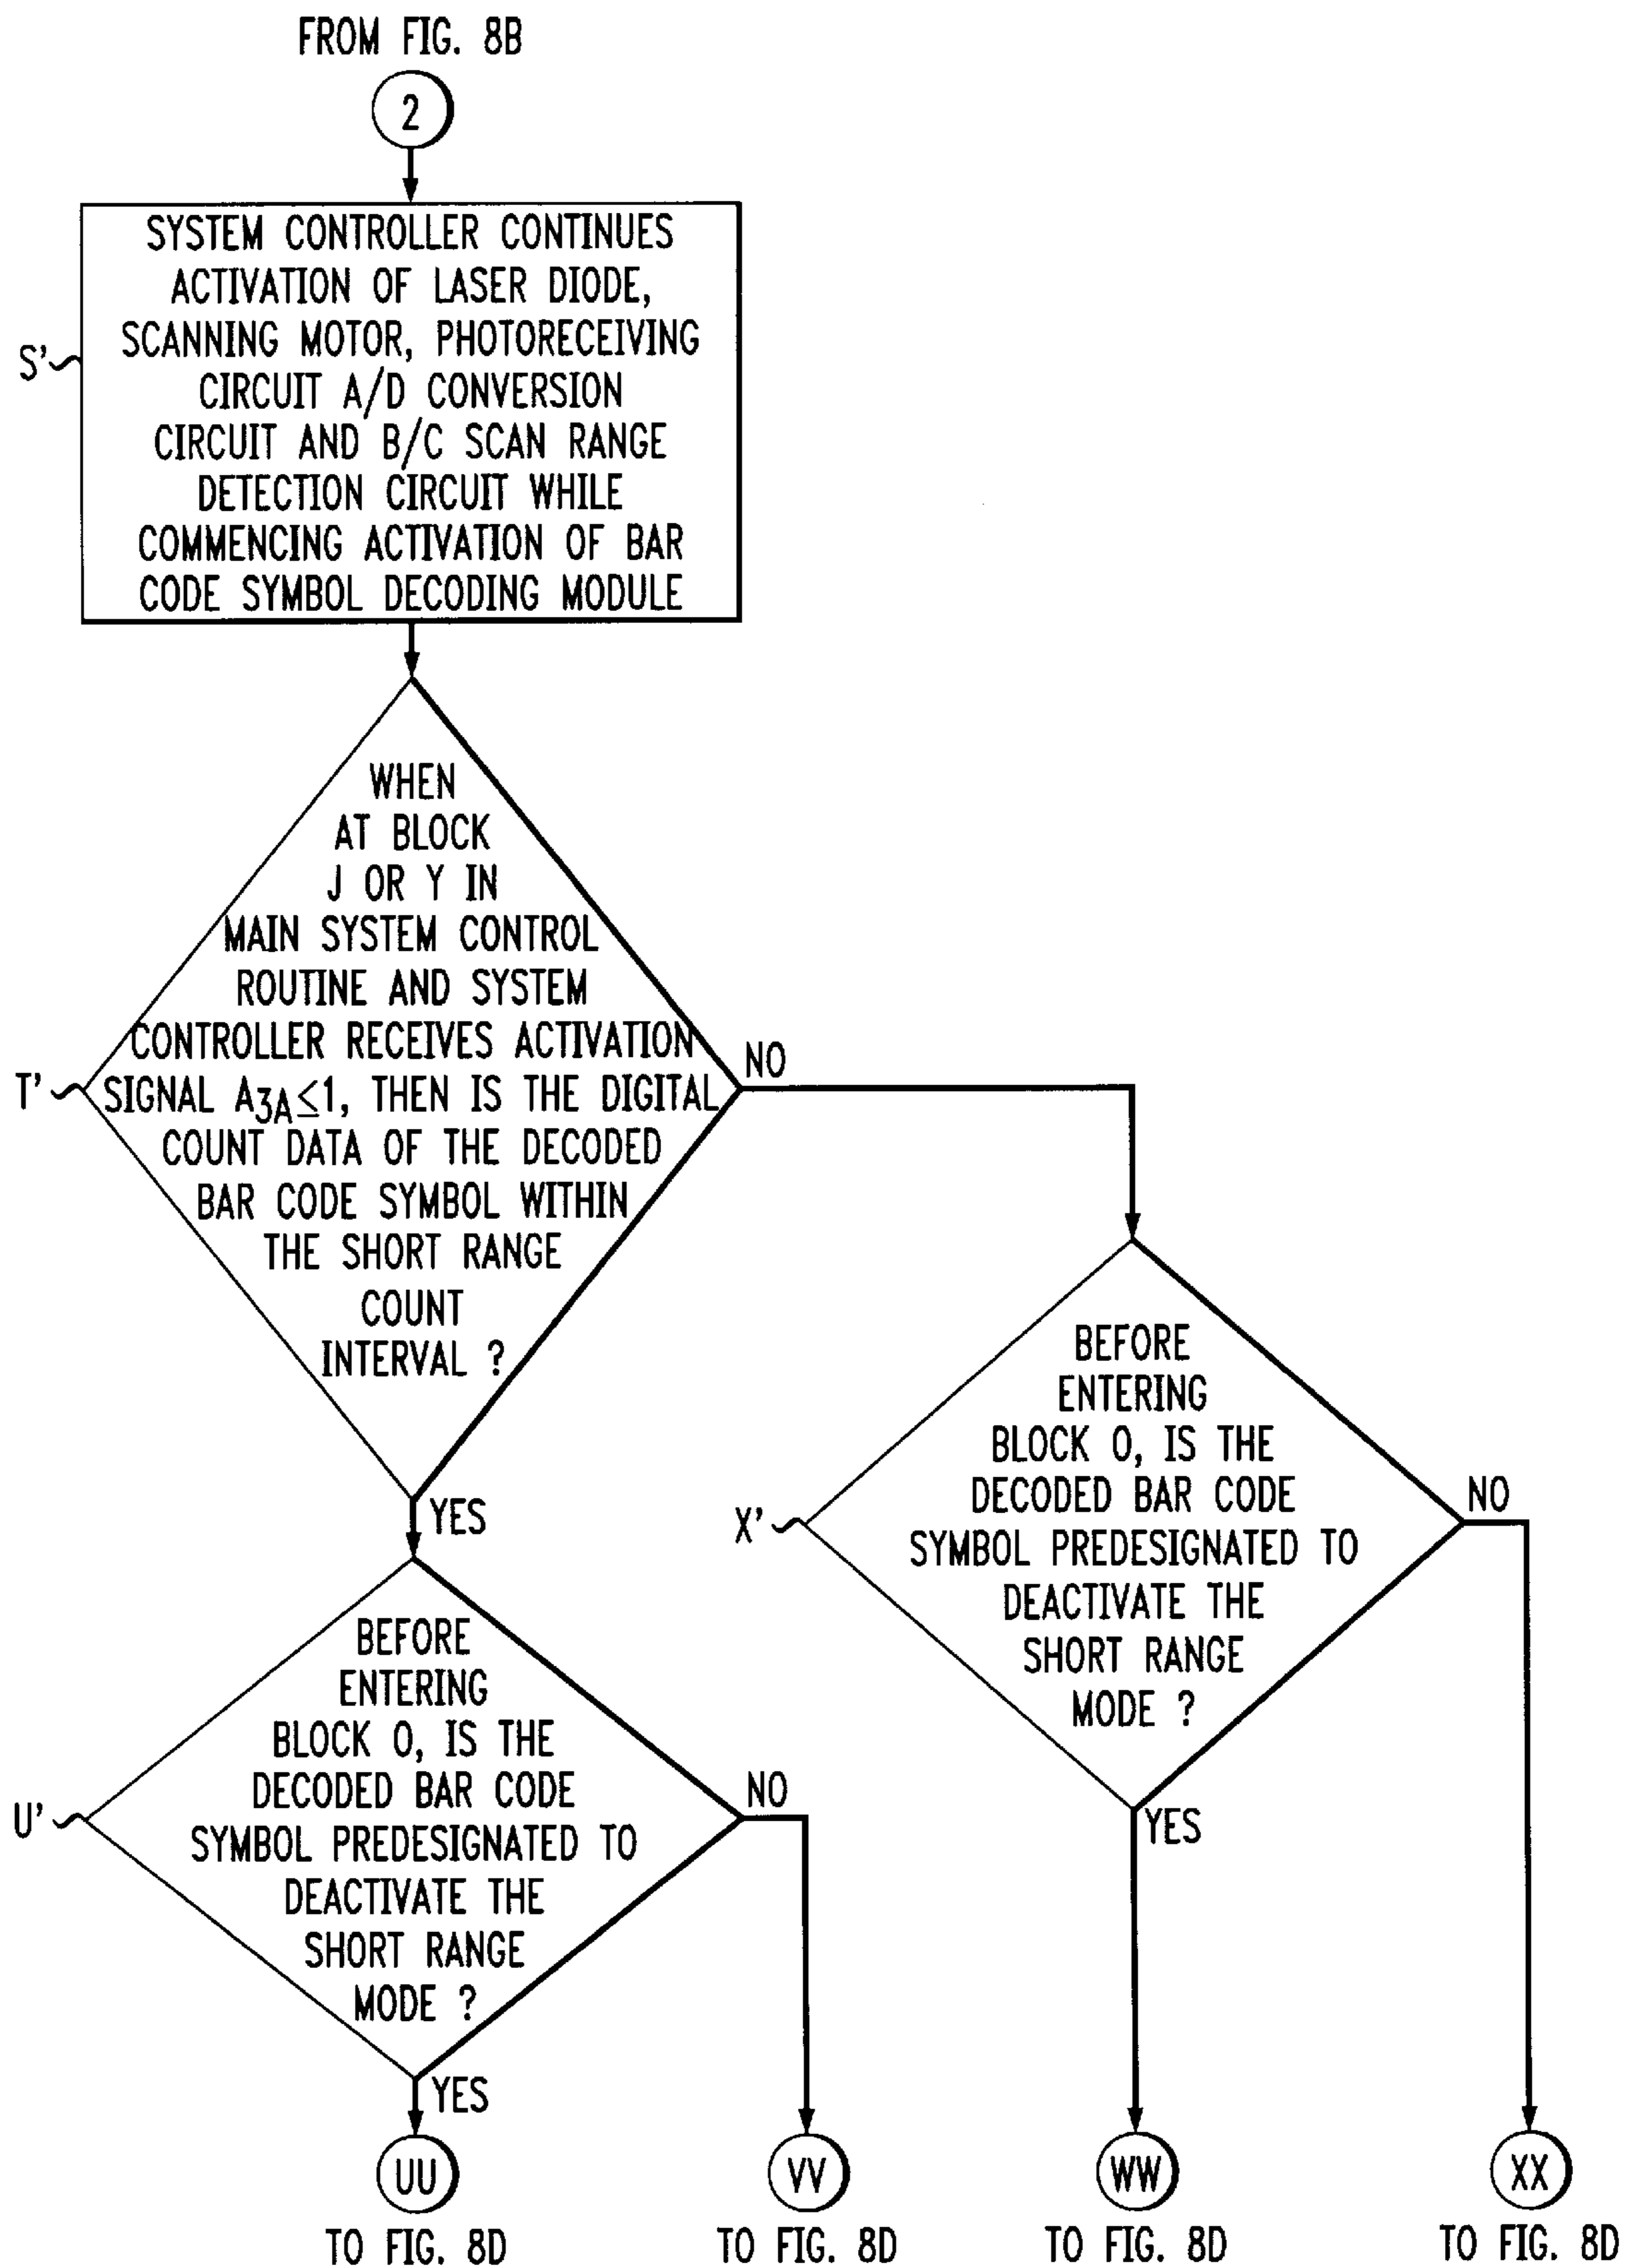 FROM FIG. 8B
2
SYSTEM CONTROLLER CONTINUES
ACTIVATION OF LASER DIODE,
SCANNING MOTOR, PHOTORECEIVING
CIRCUIT A/D CONVERSION
CIRCUIT AND B/C SCAN RANGE
DETECTION CIRCUIT WHILE
COMMENCING ACTIVATION OF BAR
CODE SYMBOL DECODING MODULE
S'
WHEN
AT BLOCK
J OR Y IN
MAIN SYSTEM CONTROL
ROUTINE AND SYSTEM
CONTROLLER RECEIVES ACTIVATION
SIGNAL A3A≤1, THEN IS THE DIGITAL
COUNT DATA OF THE DECODED
BAR CODE SYMBOL WITHIN
THE SHORT RANGE
COUNT
INTERVAL ?
T'
NO
YES
BEFORE
ENTERING
BLOCK O, IS THE
DECODED BAR CODE
SYMBOL PREDESIGNATED TO
DEACTIVATE THE
SHORT RANGE
MODE ?
X'
NO
YES
BEFORE
ENTERING
BLOCK O, IS THE
DECODED BAR CODE
SYMBOL PREDESIGNATED TO
DEACTIVATE THE
SHORT RANGE
MODE ?
U'
NO
YES
UU
VV
WW
XX
TO FIG. 8D
TO FIG. 8D
TO FIG. 8D
TO FIG. 8D